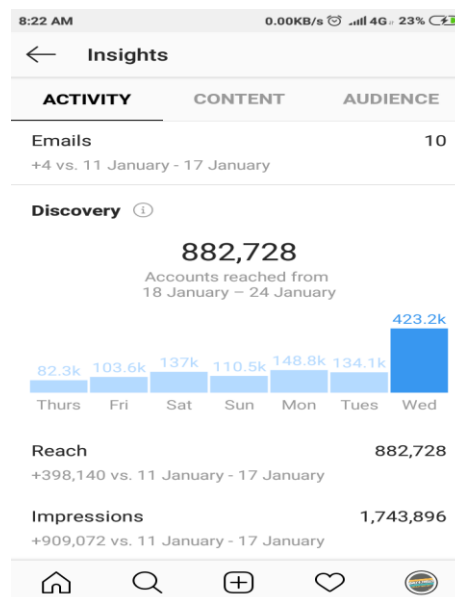 8:22 AM 0.00KB/s 4G 23%
Insights
ACTIVITY CONTENT AUDIENCE
Emails 10
+4 vs. 11 January - 17 January
Discovery
882,728
Accounts reached from
18 January – 24 January
423.2k
82.3k 103.6k 137k 110.5k 148.8k 134.1k
Thurs Fri Sat Sun Mon Tues Wed
Reach 882,728
+398,140 vs. 11 January - 17 January
Impressions 1,743,896
+909,072 vs. 11 January - 17 January